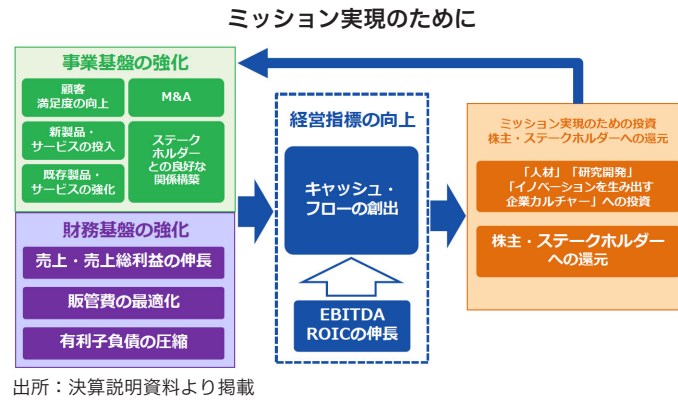 ミッション実現のために
事業基盤の強化
顧客
満足度の向上
M&A
新製品・
サービスの投入
ステーク
ホルダー
との良好な
関係構築
既存製品・
サービスの強化
財務基盤の強化
売上・売上総利益の伸長
販管費の最適化
有利子負債の圧縮
経営指標の向上
キャッシュ・
フローの創出
EBITDA
ROICの伸長
ミッション実現のための投資
株主・ステークホルダーへの還元
「人材」「研究開発」
「イノベーションを生み出す
企業カルチャー」への投資
株主・ステークホルダー
への還元
出所：決算説明資料より掲載